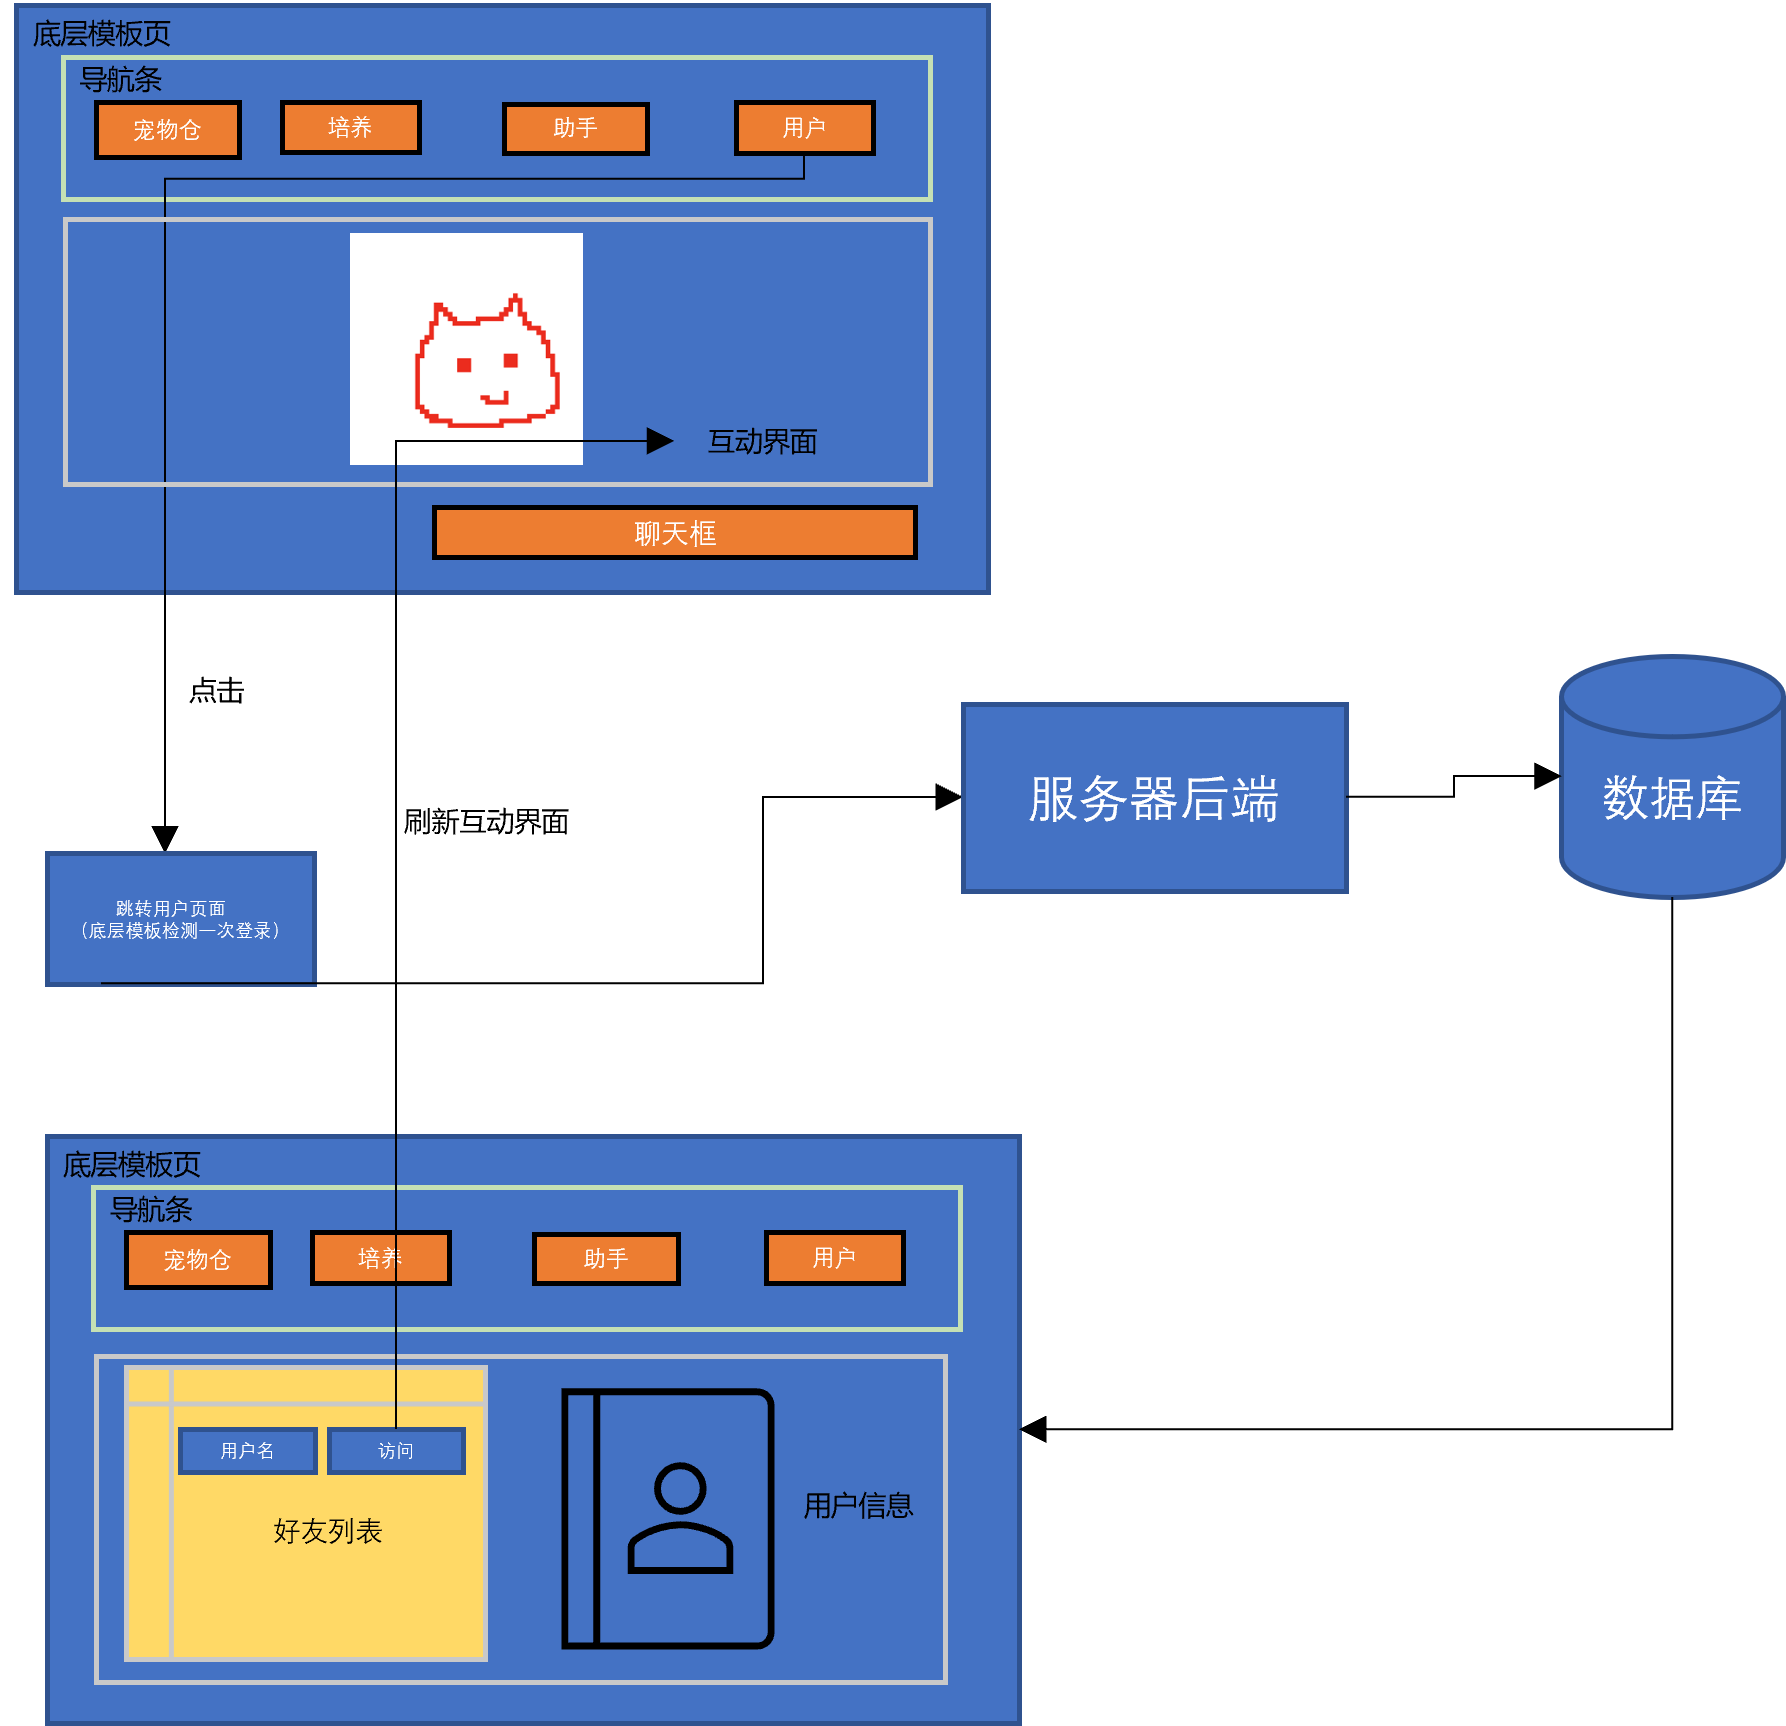 底层模板页
导航条
宠物仓
培养
助手
用户
互动界面
聊天框
点击
刷新互动界面
服务器后端
数据库
跳转用户页面
（底层模板检测一次登录）
底层模板页
导航条
宠物仓
培养
助手
用户
用户名
访问
好友列表
用户信息